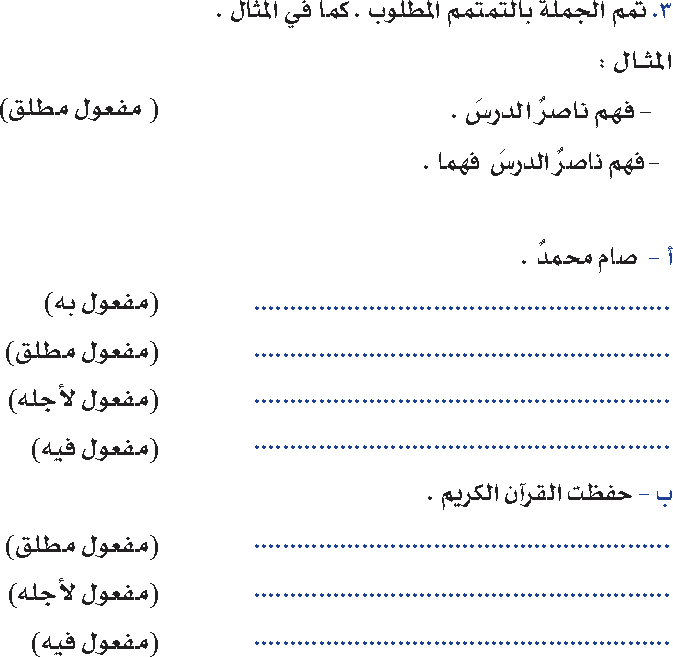 ٣. تمم الجملة بالتمتمم المطلوب . كما في المثال .
المثال :
- فهم ناصرٌ الدرسَ . ( مفعول مطلق)
- فهم ناصرٌ الدرسَ فهما .
أ - صام محمدٌ .
...................................................... (مفعول به)
...................................................... (مفعول مطلق)
...................................................... (مفعول لأجله)
...................................................... (مفعول فيه)
ب - حفظت القرآن الكريم .
...................................................... (مفعول مطلق)
...................................................... (مفعول لأجله)
...................................................... (مفعول فيه)